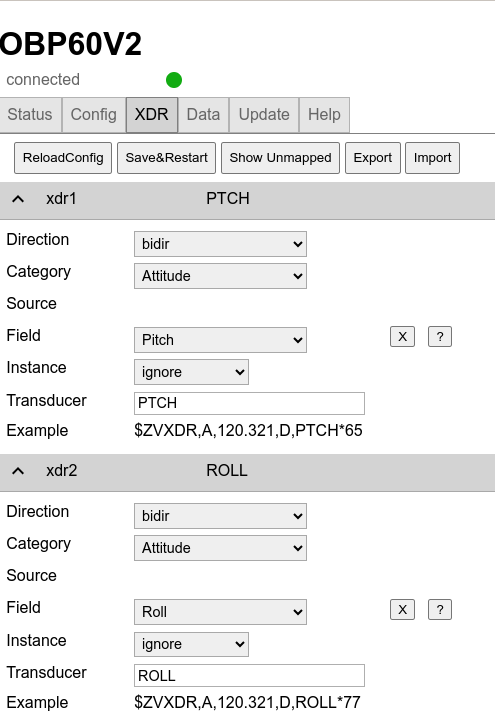 OBP60V2
connected
Status Config XDR Data Update Help
ReloadConfig Save&Restart Show Unmapped Export Import
xdr1 PTCH
Direction bidir
Category Attitude
Source
Field Pitch X ?
Instance ignore
Transducer PTCH
Example $ZVXDR,A,120.321,D,PTCH*65
xdr2 ROLL
Direction bidir
Category Attitude
Source
Field Roll X ?
Instance ignore
Transducer ROLL
Example $ZVXDR,A,120.321,D,ROLL*77